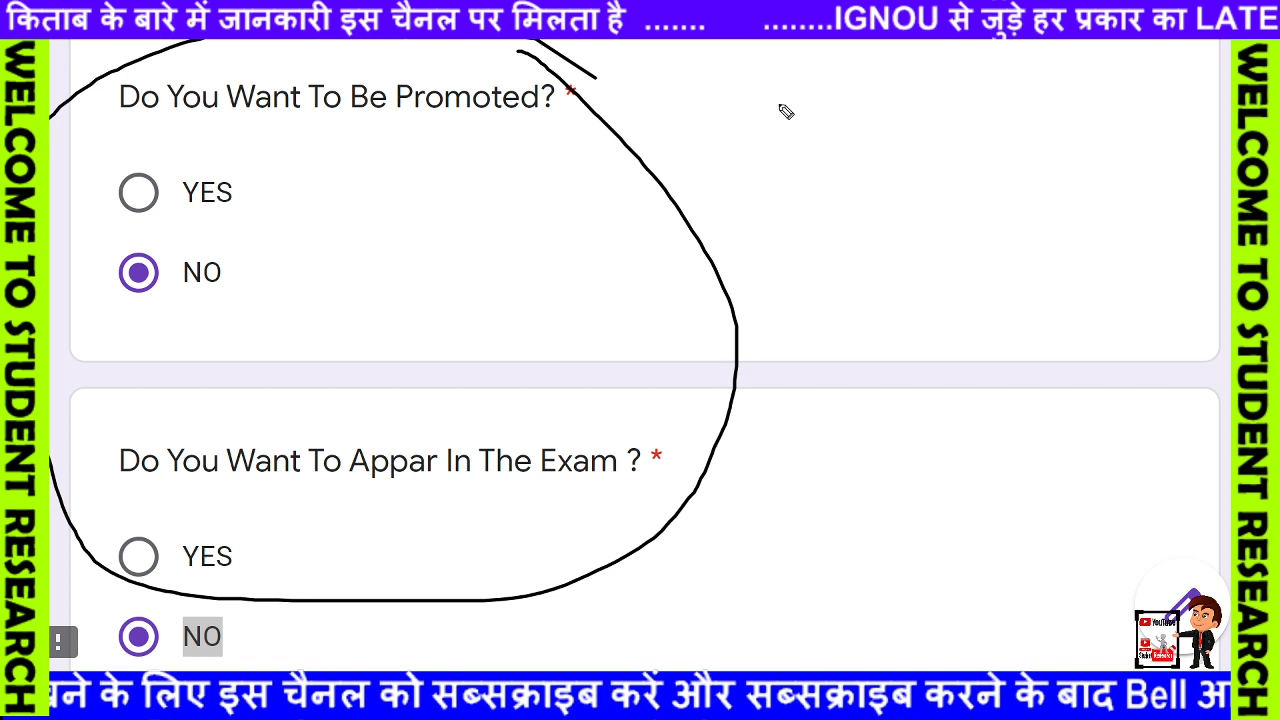 किताब के बारे में जानकारी इस चैनल पर मिलता है ....... ........IGNOU से जुड़े हर प्रकार का LATE
WELCOME TO STUDENT RESEARCH
Do You Want To Be Promoted? *
YES
NO
Do You Want To Appar In The Exam ? *
YES
NO
WELCOME TO STUDENT RESEARCH
YouTube
के लिए इस चैनल को सब्सक्राइब करें और सब्सक्राइब करने के बाद Bell